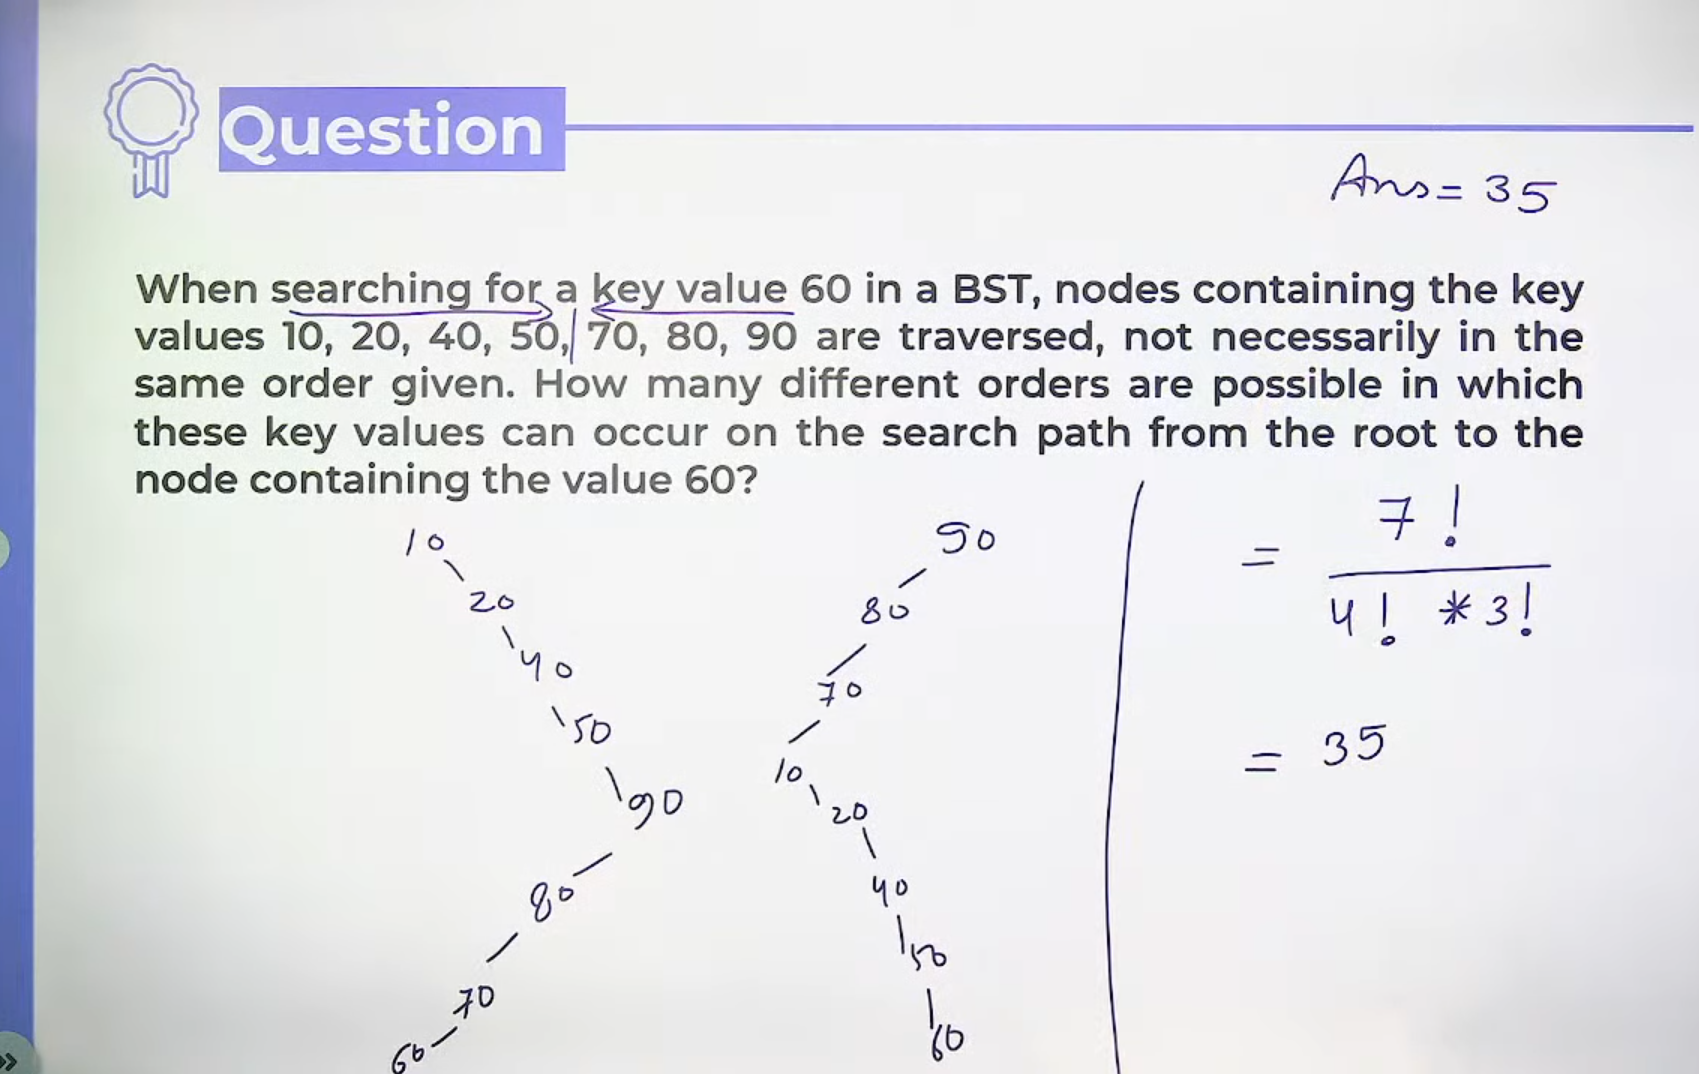 Question
Ans = 35
When searching for a key value 60 in a BST, nodes containing the key
values 10, 20, 40, 50, 70, 80, 90 are traversed, not necessarily in the
same order given. How many different orders are possible in which
these key values can occur on the search path from the root to the
node containing the value 60?
10
20
40
50
90
80
70
60
90
80
70
10
20
40
50
60
= 7! / 4! * 3!
= 35
»